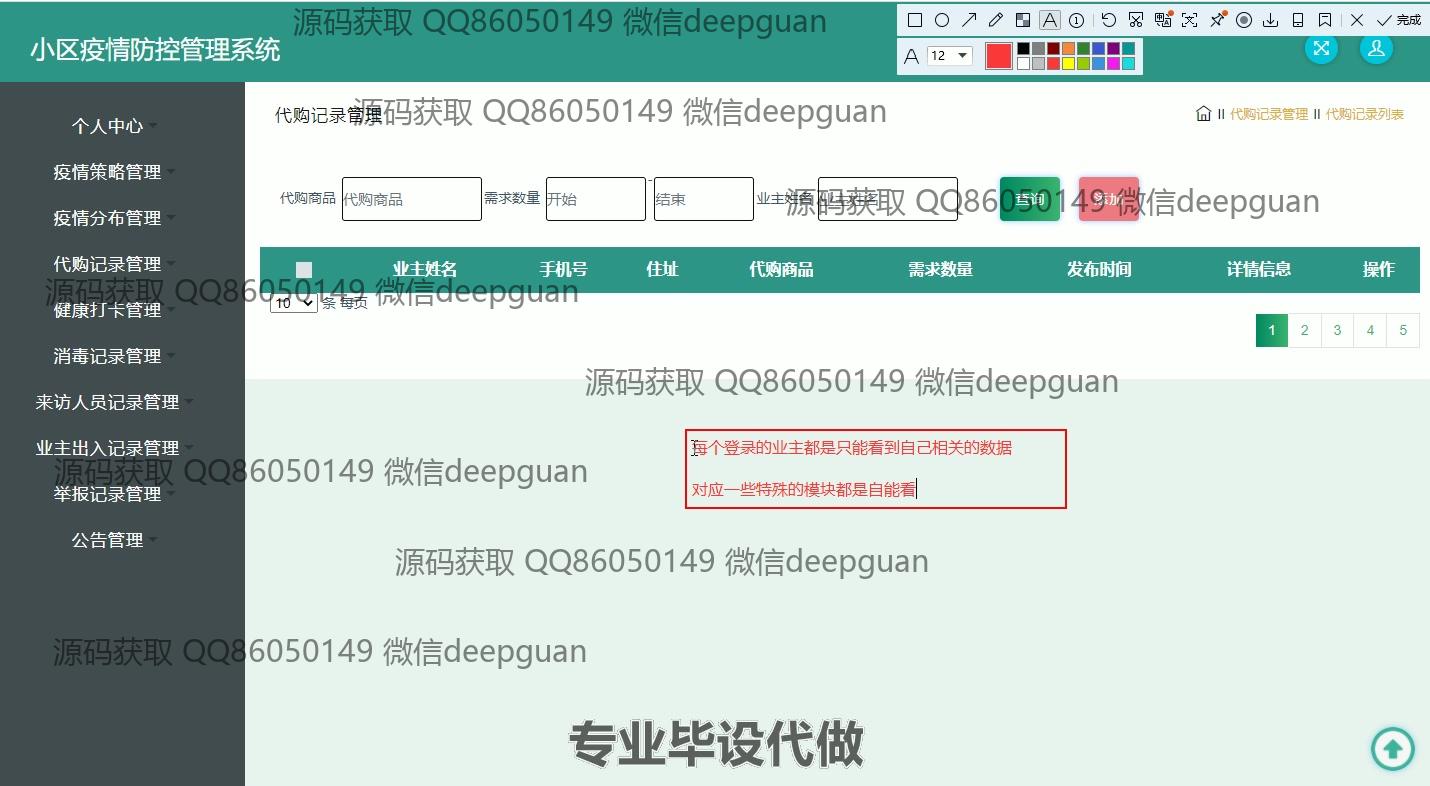 源码获取 QQ86050149 微信deepguan
完成
小区疫情防控管理系统
12
个人中心
疫情策略管理
疫情分布管理
代购记录管理
健康打卡管理
消毒记录管理
来访人员记录管理
业主出入记录管理
举报记录管理
公告管理
代购记录管理
源码获取 QQ86050149 微信deepguan
代购记录管理 代购记录列表
代购商品 代购商品 需求数量 开始 - 结束 业主姓名 业主姓名 查询 添加
源码获取 QQ86050149 微信deepguan
业主姓名 手机号 住址 代购商品 需求数量 发布时间 详情信息 操作
源码获取 QQ86050149 微信deepguan
10 条 每页
1 2 3 4 5
源码获取 QQ86050149 微信deepguan
每个登录的业主都是只能看到自己相关的数据
源码获取 QQ86050149 微信deepguan
对应一些特殊的模块都是自能看
源码获取 QQ86050149 微信deepguan
源码获取 QQ86050149 微信deepguan
专业毕设代做